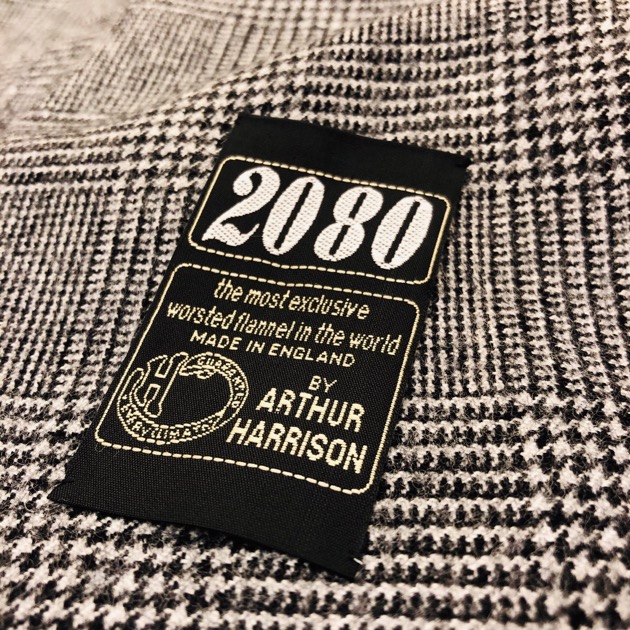 2080
the most exclusive
worsted flannel in the world
MADE IN ENGLAND
BY
ARTHUR
HARRISON
H